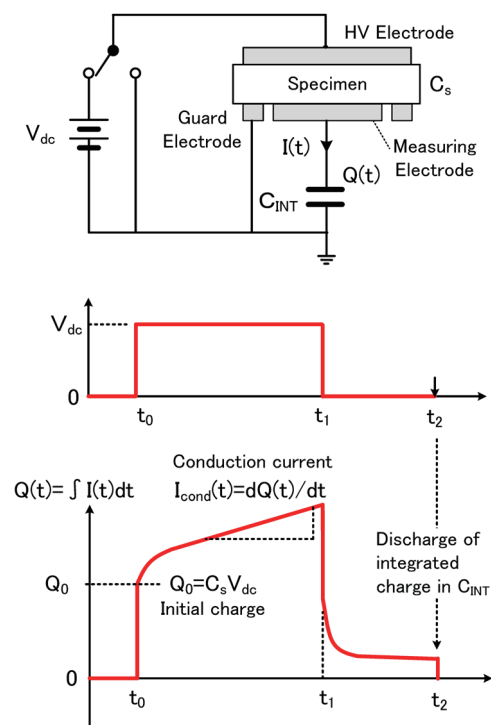 HV Electrode
Specimen
Cs
Guard
Electrode
Vdc
I(t)
Measuring
Electrode
Q(t)
CINT
Vdc
0
t0
t1
t2
Conduction current
Q(t)=∫I(t)dt
Icond(t)=dQ(t)/dt
Discharge of
integrated
charge in CINT
Q0
Q0=CsVdc
Initial charge
0
t0
t1
t2